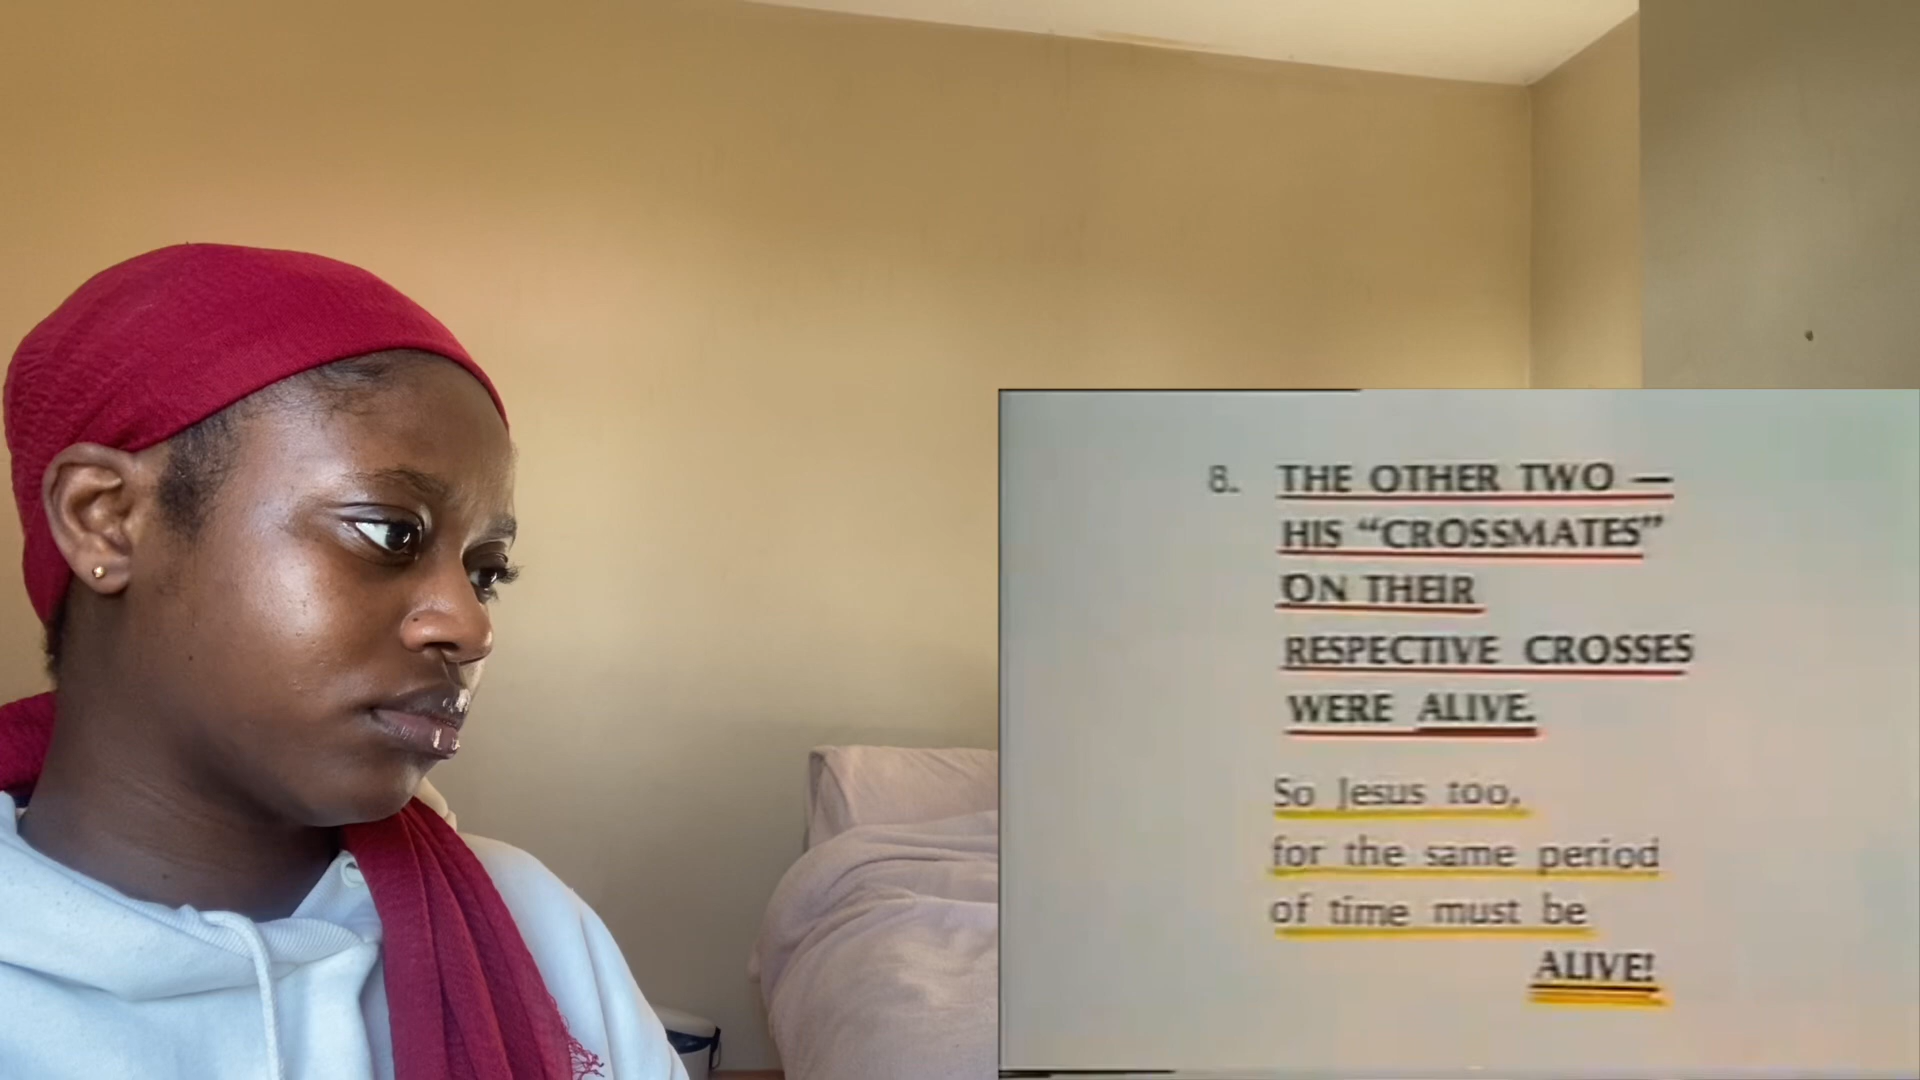 8. THE OTHER TWO —
HIS “CROSSMATES”
ON THEIR
RESPECTIVE CROSSES
WERE ALIVE.
So Jesus too,
for the same period
of time must be
ALIVE!